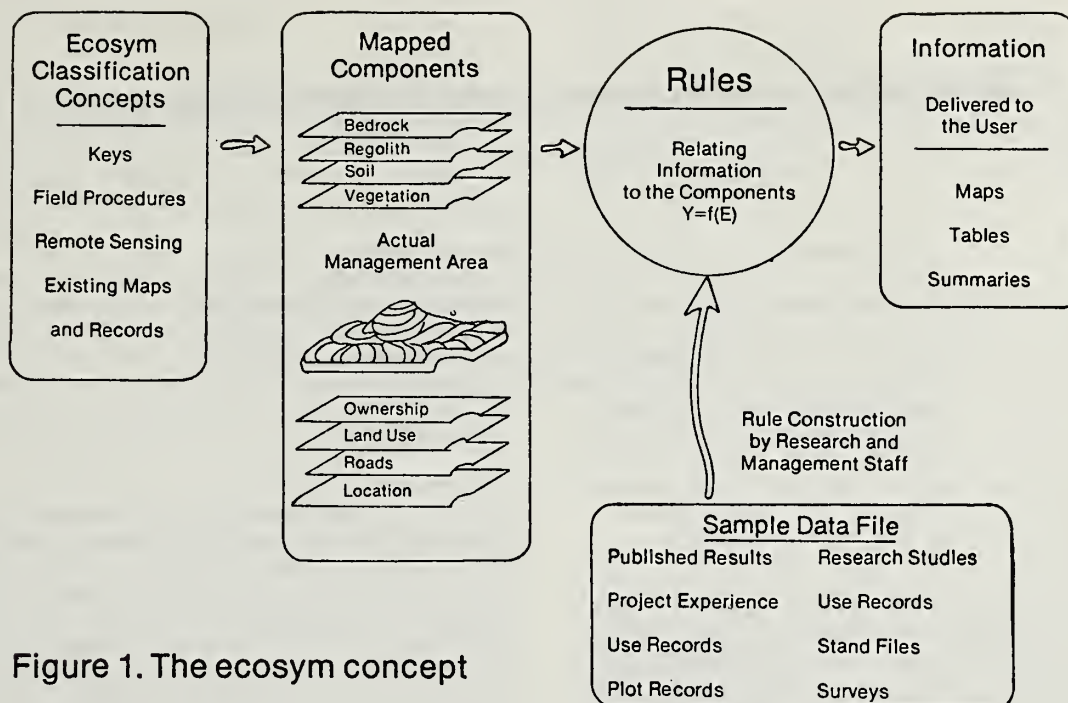 Ecosym
Classification
Concepts
Keys
Field Procedures
Remote Sensing
Existing Maps
and Records
Mapped
Components
Bedrock
Regolith
Soil
Vegetation
Actual
Management Area
Ownership
Land Use
Roads
Location
Rules
Relating
Information
to the Components
Y=f(E)
Information
Delivered to
the User
Maps
Tables
Summaries
Rule Construction
by Research and
Management Staff
Sample Data File
Published Results Research Studies
Project Experience Use Records
Use Records Stand Files
Plot Records Surveys
Figure 1. The ecosym concept